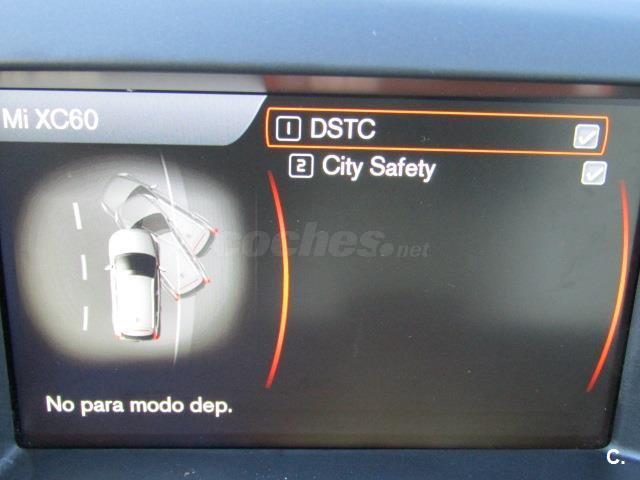 Mi XC60
1 DSTC
2 City Safety
coches.net
No para modo dep.
C.